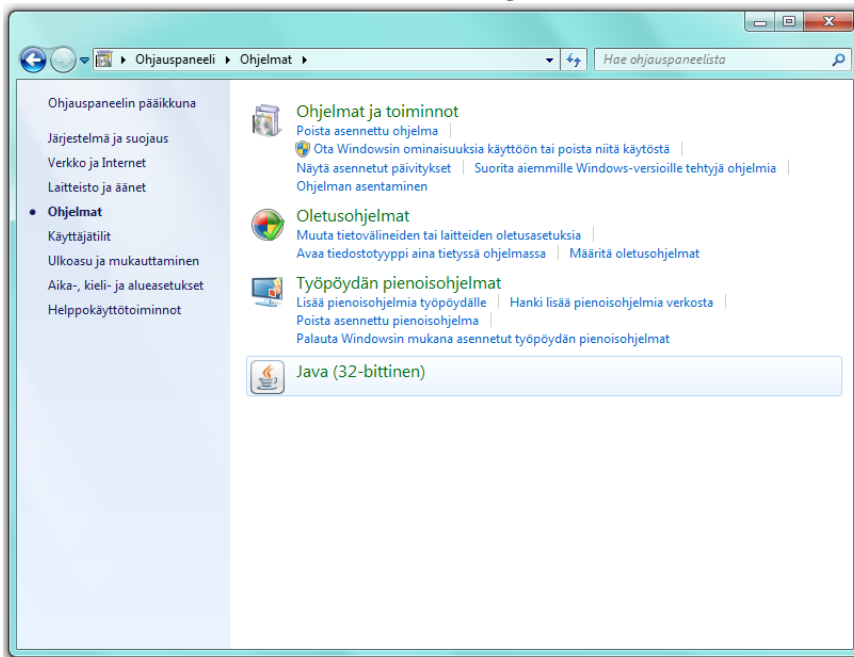 Ohjauspaneeli Ohjelmat Hae ohjauspaneelista
Ohjauspaneelin pääikkuna
Järjestelmä ja suojaus
Verkko ja Internet
Laitteisto ja äänet
Ohjelmat
Käyttäjätilit
Ulkoasu ja mukauttaminen
Aika-, kieli- ja alueasetukset
Helppokäyttötoiminnot
Ohjelmat ja toiminnot
Poista asennettu ohjelma
Ota Windowsin ominaisuuksia käyttöön tai poista niitä käytöstä
Näytä asennetut päivitykset Suorita aiemmille Windows-versioille tehtyjä ohjelmia
Ohjelman asentaminen
Oletusohjelmat
Muuta tietovälineiden tai laitteiden oletusasetuksia
Avaa tiedostotyyppi aina tietyssä ohjelmassa Määritä oletusohjelmat
Työpöydän pienoisohjelmat
Lisää pienoisohjelmia työpöydälle Hanki lisää pienoisohjelmia verkosta
Poista asennettu pienoisohjelma
Palauta Windowsin mukana asennetut työpöydän pienoisohjelmat
Java (32-bittinen)